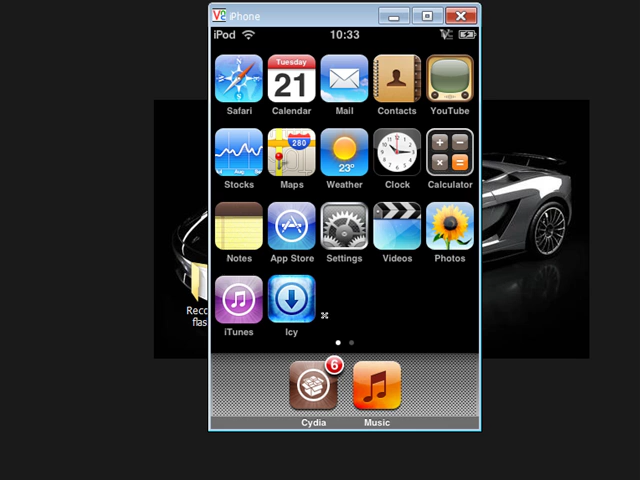 iPhone
iPod 10:33
Tuesday
280
21
Safari Calendar Mail Contacts YouTube
23°
Stocks Maps Weather Clock Calculator
Notes App Store Settings Videos Photos
iTunes Icy
6
Cydia Music